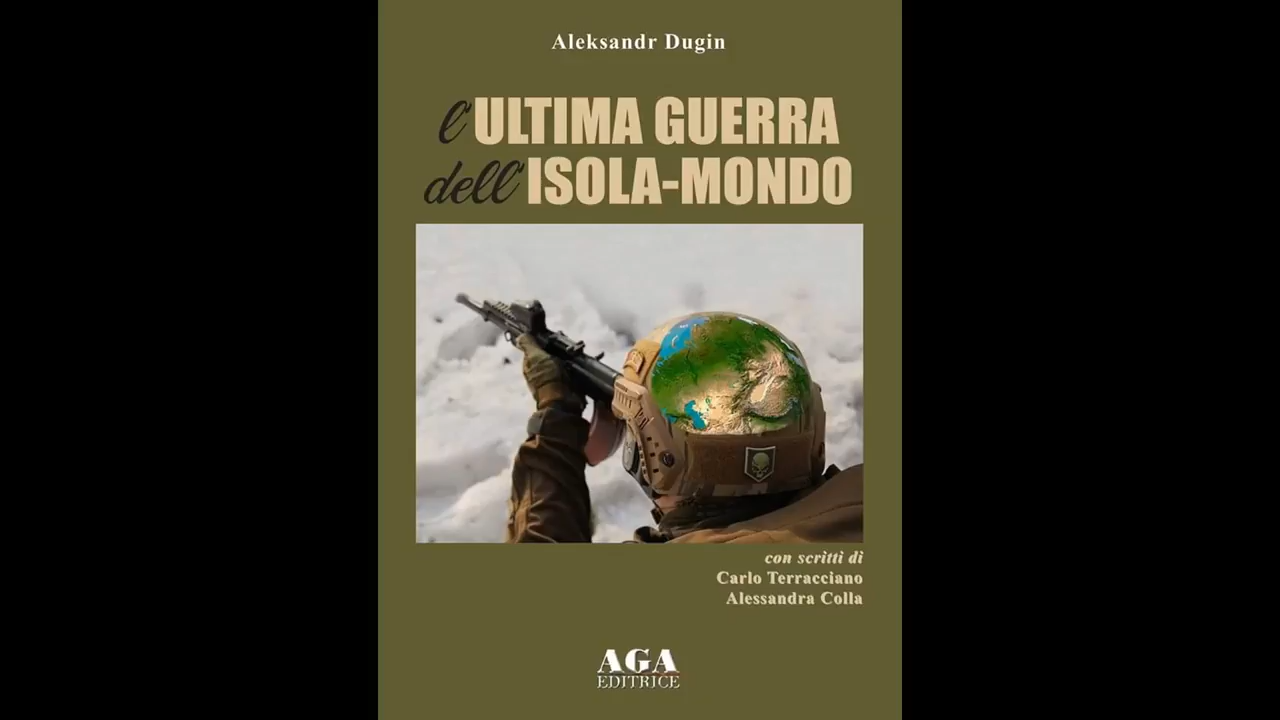 Aleksandr Dugin
l'ULTIMA GUERRA
dell'ISOLA-MONDO
con scritti di
Carlo Terracciano
Alessandra Colla
AGA
EDITRICE